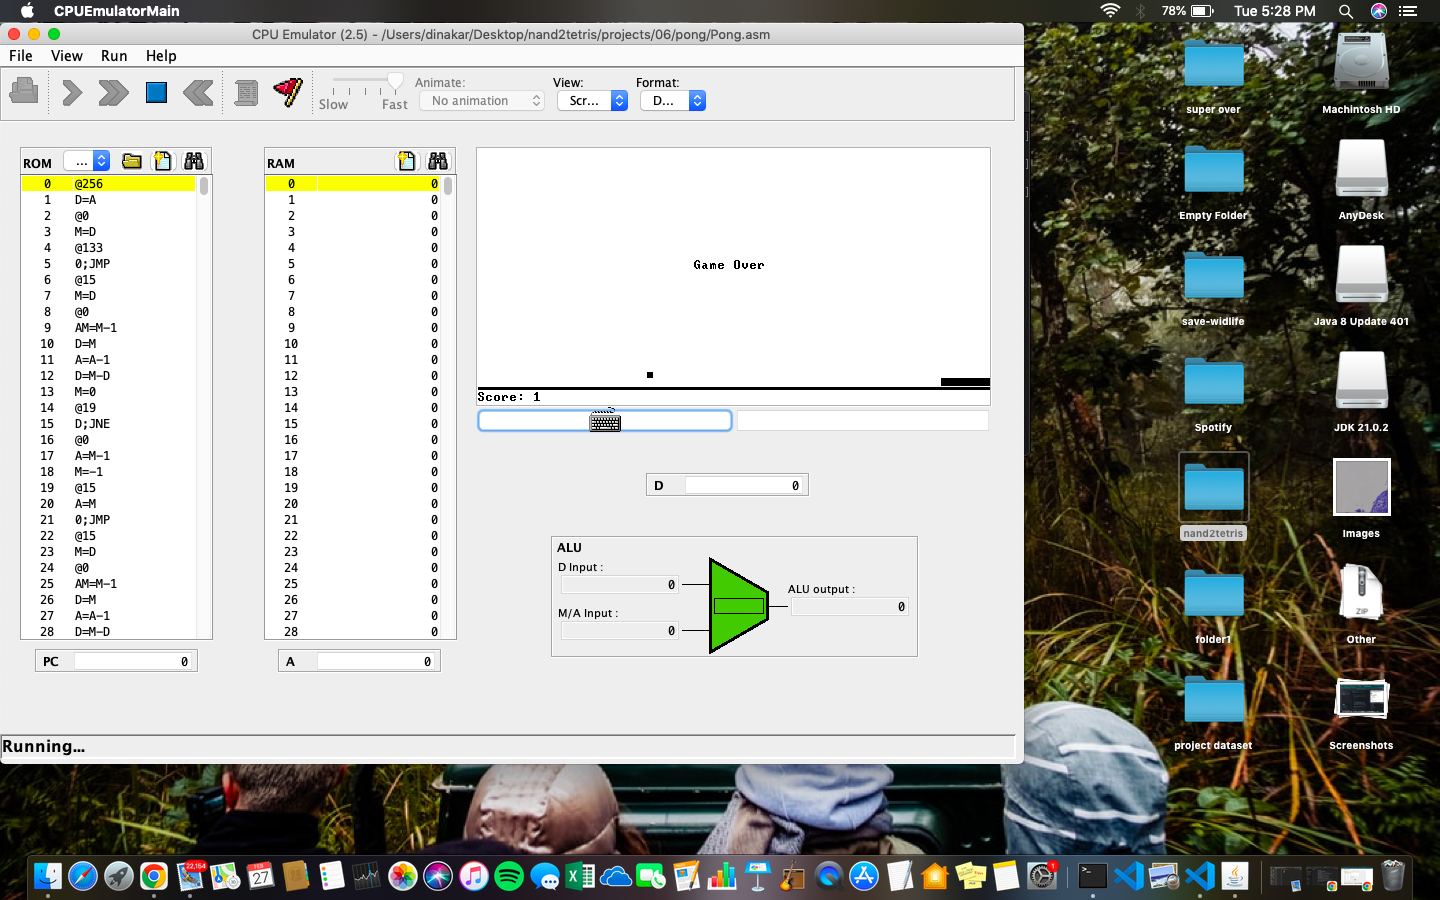 CPUEmulatorMain
78%
Tue 5:28 PM
CPU Emulator (2.5) - /Users/dinakar/Desktop/nand2tetris/projects/06/pong/Pong.asm
File View Run Help
Slow Fast
Animate:
No animation
View:
Scr...
Format:
D...
ROM ...
0 @256
1 D=A
2 @0
3 M=D
4 @133
5 0;JMP
6 @15
7 M=D
8 @0
9 AM=M-1
10 D=M
11 A=A-1
12 D=M-D
13 M=0
14 @19
15 D;JNE
16 @0
17 A=M-1
18 M=-1
19 @15
20 A=M
21 0;JMP
22 @15
23 M=D
24 @0
25 AM=M-1
26 D=M
27 A=A-1
28 D=M-D
PC 0
RAM
0 0
1 0
2 0
3 0
4 0
5 0
6 0
7 0
8 0
9 0
10 0
11 0
12 0
13 0
14 0
15 0
16 0
17 0
18 0
19 0
20 0
21 0
22 0
23 0
24 0
25 0
26 0
27 0
28 0
A 0
Game Over
Score: 1
D 0
ALU
D Input :
0
M/A Input :
0
ALU output :
0
Running...
super over
Machintosh HD
Empty Folder
AnyDesk
save-widlife
Java 8 Update 401
Spotify
JDK 21.0.2
nand2tetris
Images
folder1
ZIP
Other
project dataset
Screenshots
22,154
FEB
27
1